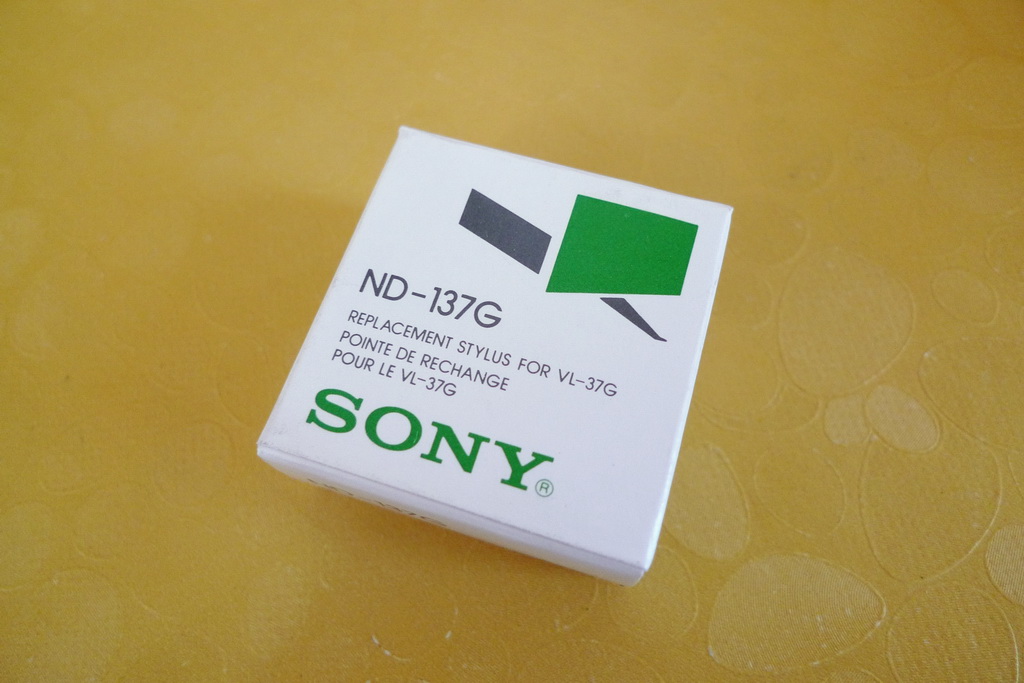 ND-137G
REPLACEMENT STYLUS FOR VL-37G
POINTE DE RECHANGE
POUR LE VL-37G
SONY®